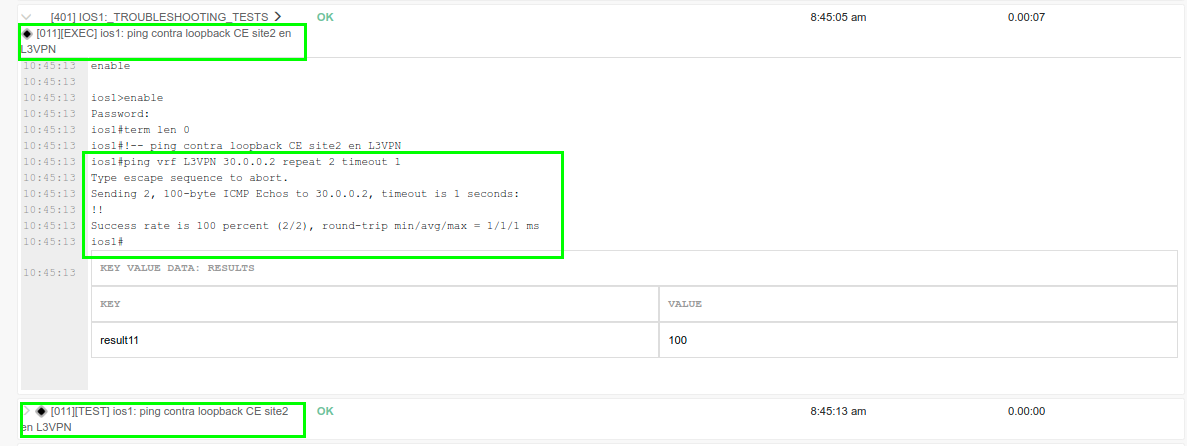 [401] IOS1:_TROUBLESHOOTING_TESTS OK 8:45:05 am 0.00:07
[011][EXEC] ios1: ping contra loopback CE site2 en
L3VPN
10:45:13 enable
10:45:13
10:45:13 ios1>enable
10:45:13 Password:
10:45:13 ios1#term len 0
10:45:13 ios1#!-- ping contra loopback CE site2 en L3VPN
10:45:13 ios1#ping vrf L3VPN 30.0.0.2 repeat 2 timeout 1
10:45:13 Type escape sequence to abort.
10:45:13 Sending 2, 100-byte ICMP Echos to 30.0.0.2, timeout is 1 seconds:
10:45:13 !!
10:45:13 Success rate is 100 percent (2/2), round-trip min/avg/max = 1/1/1 ms
10:45:13 ios1#
10:45:13 KEY VALUE DATA: RESULTS
KEY VALUE
result11 100
[011][TEST] ios1: ping contra loopback CE site2 OK 8:45:13 am 0.00:00
en L3VPN